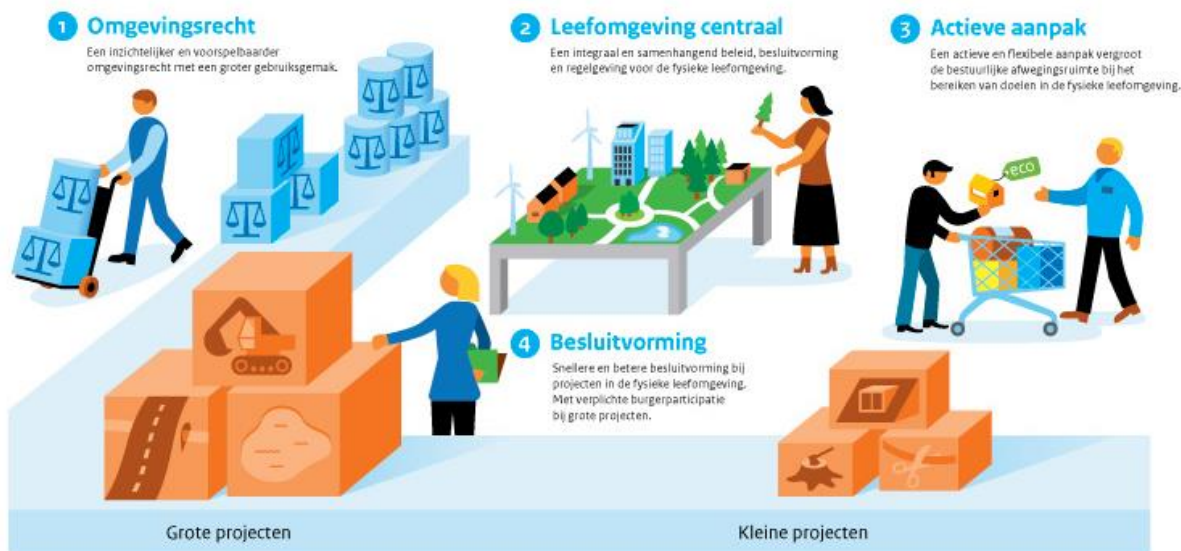 1 Omgevingsrecht
Een inzichtelijker en voorspelbaarder
omgevingsrecht met een groter gebruiksgemak.
2 Leefomgeving centraal
Een integraal en samenhangend beleid, besluitvorming
en regelgeving voor de fysieke leefomgeving.
3 Actieve aanpak
Een actieve en flexibele aanpak vergroot
de bestuurlijke afwegingsruimte bij het
bereiken van doelen in de fysieke leefomgeving.
eco
4 Besluitvorming
Snellere en betere besluitvorming bij
projecten in de fysieke leefomgeving.
Met verplichte burgerparticipatie
bij grote projecten.
Grote projecten
Kleine projecten